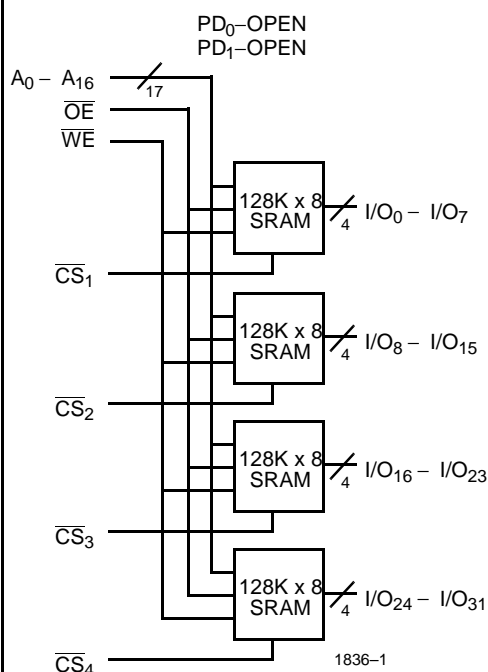 PD0–OPEN
PD1–OPEN
A0 – A16
17
OE
WE
128K x 8
SRAM
4
I/O0 – I/O7
CS1
128K x 8
SRAM
4
I/O8 – I/O15
CS2
128K x 8
SRAM
4
I/O16 – I/O23
CS3
128K x 8
SRAM
4
I/O24 – I/O31
CS4
1836–1